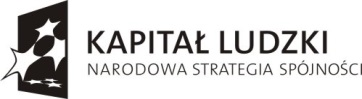 KAPITAŁ LUDZKI
NARODOWA STRATEGIA SPÓJNOŚCI